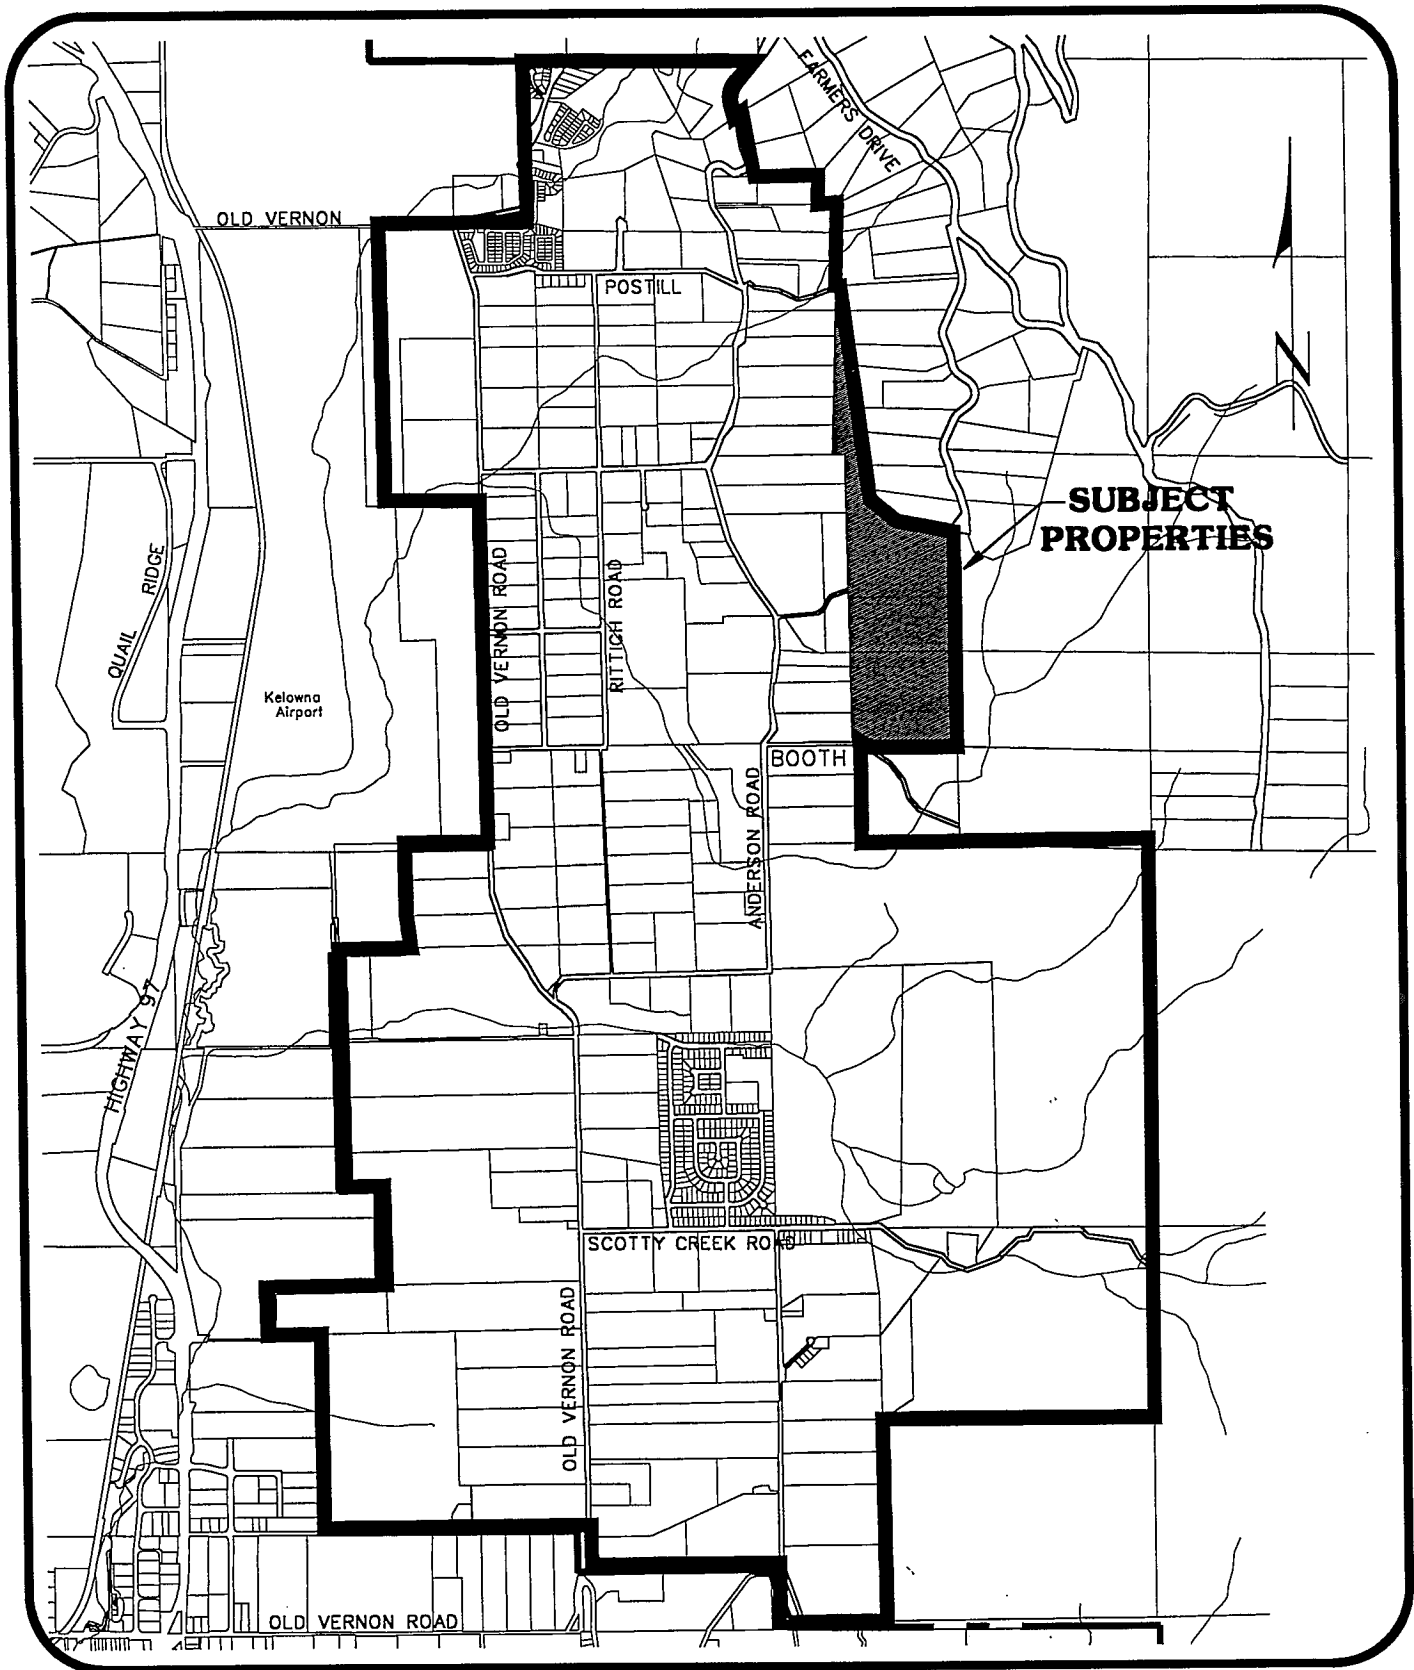 FARMERS DRIVE
OLD VERNON
POSTILL
N
SUBJECT
PROPERTIES
QUAIL RIDGE
OLD VERNON ROAD
RITTICH ROAD
Kelowna
Airport
BOOTH
ANDERSON ROAD
HIGHWAY 97
SCOTTY CREEK ROAD
OLD VERNON ROAD
OLD VERNON ROAD